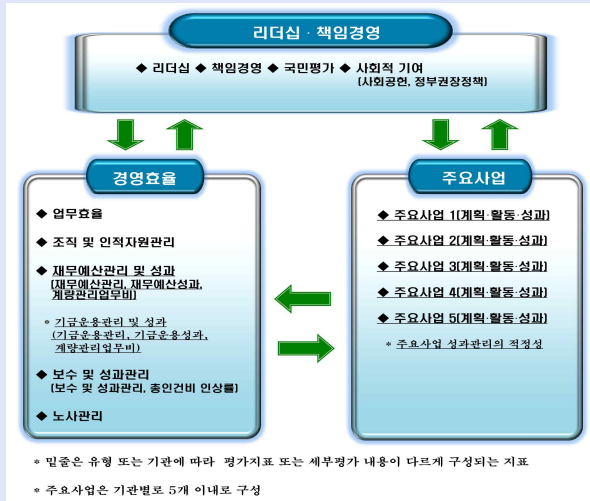 리더십 · 책임경영
◆ 리더십 ◆ 책임경영 ◆ 국민평가 ◆ 사회적 기여
(사회공헌, 정부권장정책)
경영효율
◆ 업무효율
◆ 조직 및 인적자원관리
◆ 재무예산관리 및 성과
(재무예산관리, 재무예산성과,
계량관리업무비)
* 기금운용관리 및 성과
(기금운용관리, 기금운용성과,
계량관리업무비)
◆ 보수 및 성과관리
(보수 및 성과관리, 총인건비 인상률)
◆ 노사관리
주요사업
◆ 주요사업 1(계획·활동·성과)
◆ 주요사업 2(계획·활동·성과)
◆ 주요사업 3(계획·활동·성과)
◆ 주요사업 4(계획·활동·성과)
◆ 주요사업 5(계획·활동·성과)
* 주요사업 성과관리의 적정성
* 밑줄은 유형 또는 기관에 따라 평가지표 또는 세부평가 내용이 다르게 구성되는 지표
* 주요사업은 기관별로 5개 이내로 구성